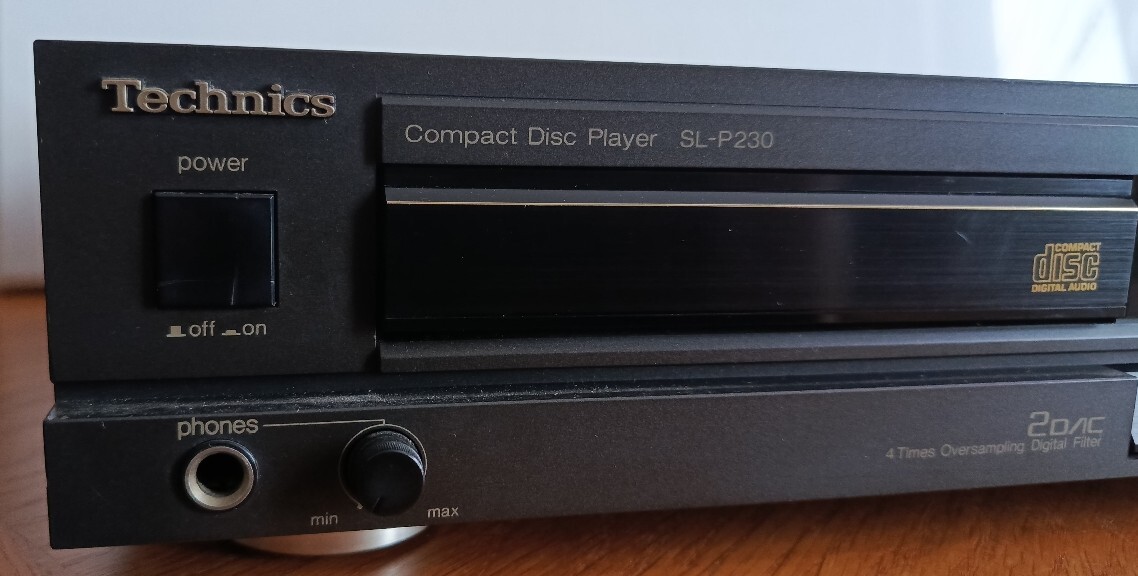 Technics
Compact Disc Player SL-P230
power
off on
COMPACT
disc
DIGITAL AUDIO
phones
min max
2DAC
4 Times Oversampling Digital Filter